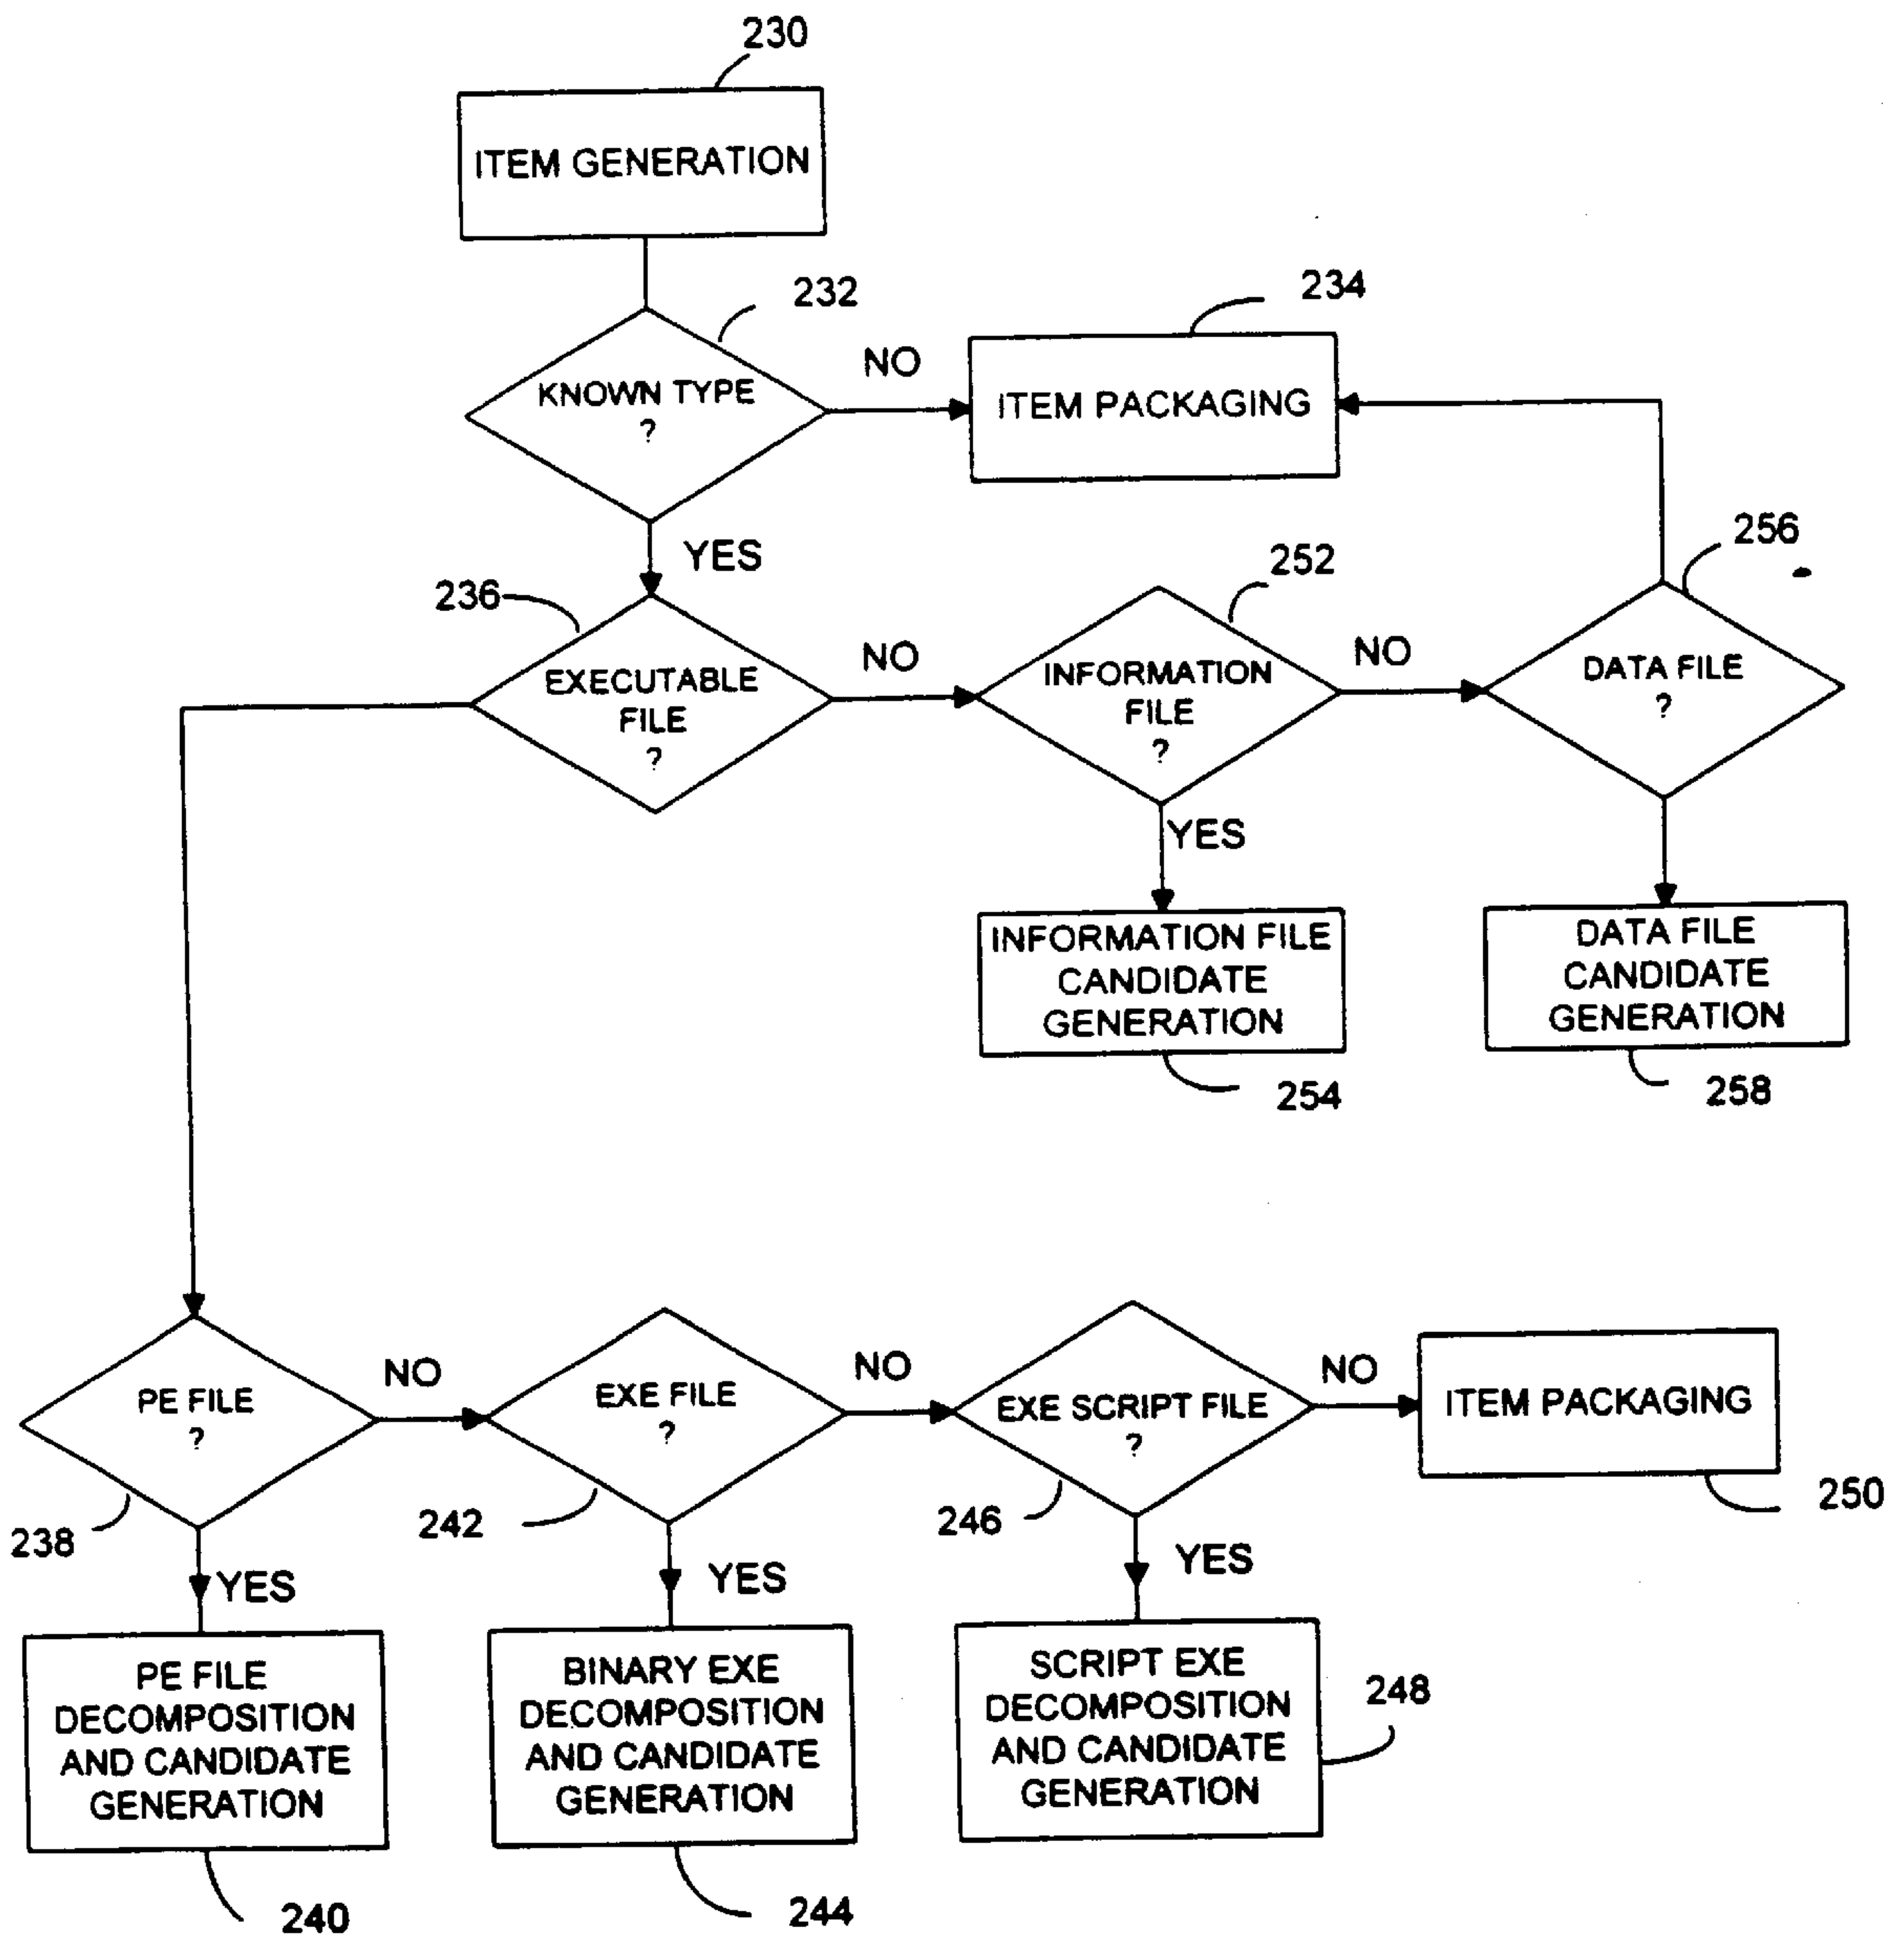 230
ITEM GENERATION
232
234
KNOWN TYPE
?
NO
ITEM PACKAGING
YES
236
252
256
EXECUTABLE
FILE
?
NO
INFORMATION
FILE
?
NO
DATA FILE
?
YES
INFORMATION FILE
CANDIDATE
GENERATION
DATA FILE
CANDIDATE
GENERATION
254
258
PE FILE
?
NO
EXE FILE
?
NO
EXE SCRIPT FILE
?
NO
ITEM PACKAGING
238
242
246
250
YES
YES
YES
PE FILE
DECOMPOSITION
AND CANDIDATE
GENERATION
BINARY EXE
DECOMPOSITION
AND CANDIDATE
GENERATION
SCRIPT EXE
DECOMPOSITION
AND CANDIDATE
GENERATION
248
240
244